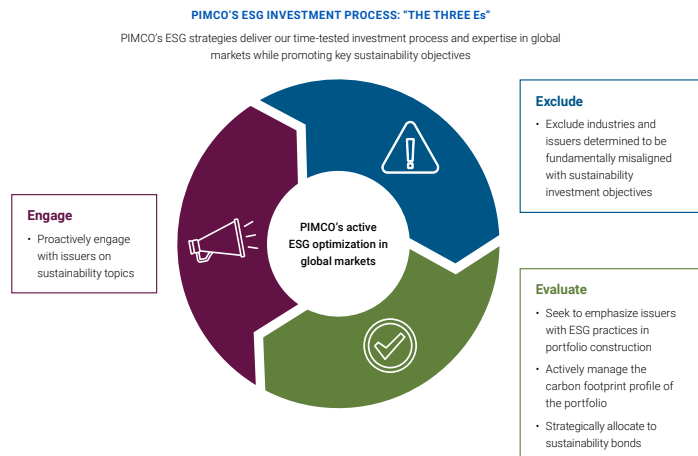 PIMCO'S ESG INVESTMENT PROCESS: "THE THREE Es"
PIMCO's ESG strategies deliver our time-tested investment process and expertise in global
markets while promoting key sustainability objectives
Exclude
• Exclude industries and
issuers determined to be
fundamentally misaligned
with sustainability
investment objectives
Engage
• Proactively engage
with issuers on
sustainability topics
PIMCO's active
ESG optimization in
global markets
Evaluate
• Seek to emphasize issuers
with ESG practices in
portfolio construction
• Actively manage the
carbon footprint profile of
the portfolio
• Strategically allocate to
sustainability bonds